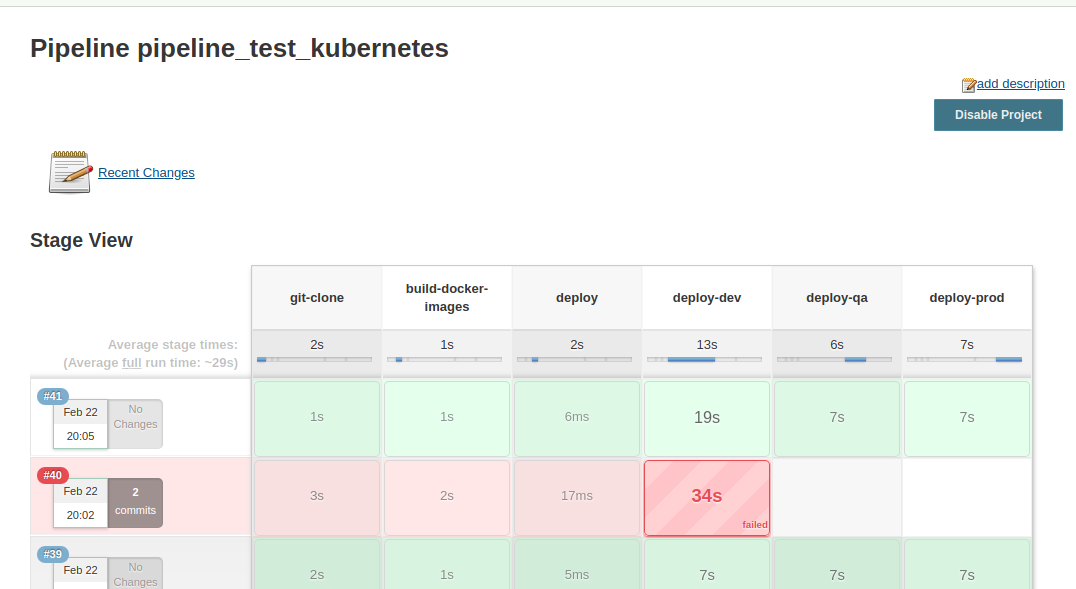 Pipeline pipeline_test_kubernetes
add description
Disable Project
Recent Changes
Stage View
git-clone
build-docker-
images
deploy
deploy-dev
deploy-qa
deploy-prod
Average stage times:
(Average full run time: ~29s)
2s
1s
2s
13s
6s
7s
#41
Feb 22
20:05
No
Changes
1s
1s
6ms
19s
7s
7s
#40
Feb 22
20:02
2
commits
3s
2s
17ms
34s
failed
#39
Feb 22
No
Changes
2s
1s
5ms
7s
7s
7s